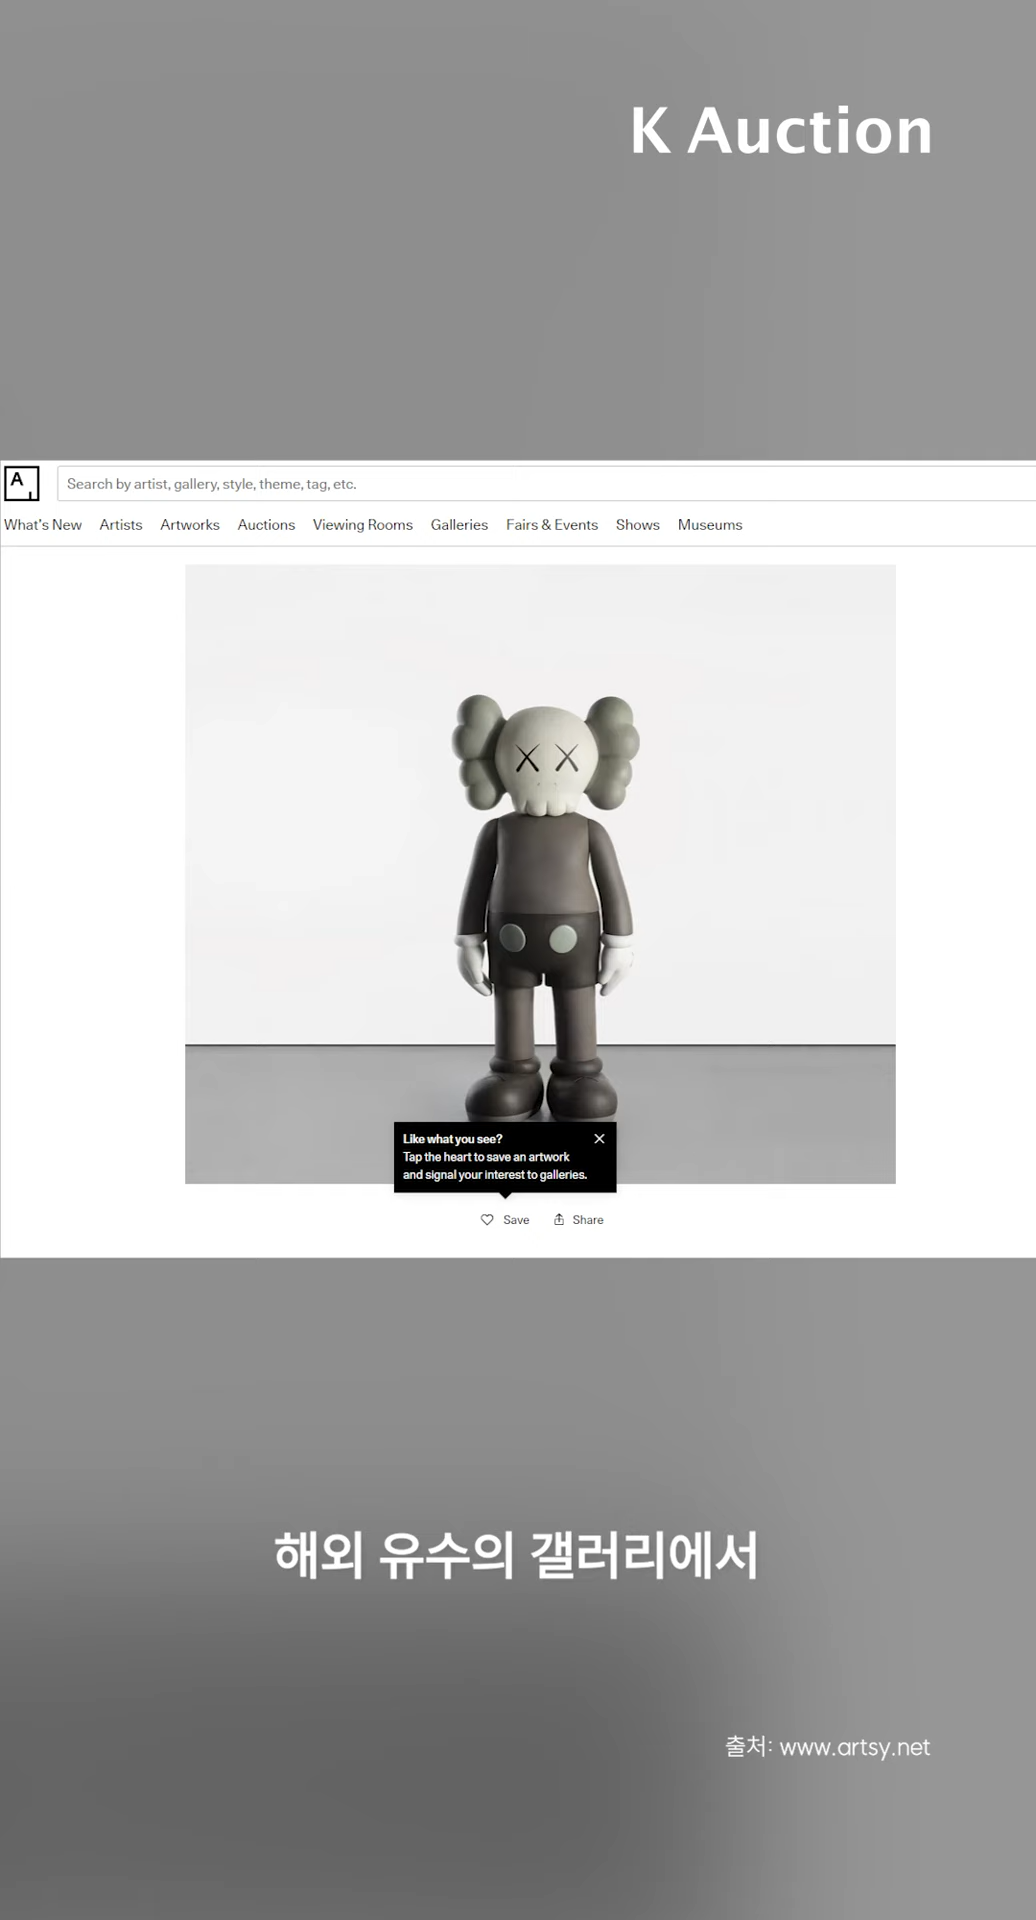 K Auction
A
Search by artist, gallery, style, theme, tag, etc.
What's New Artists Artworks Auctions Viewing Rooms Galleries Fairs & Events Shows Museums
Like what you see?
Tap the heart to save an artwork
and signal your interest to galleries.
Save Share
해외 유수의 갤러리에서
출처: www.artsy.net